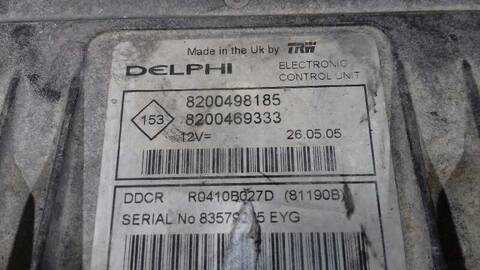 Made in the Uk by TRW
DELPHI
ELECTRONIC
CONTROL UNIT
153
8200498185
8200469333
12V=
26.05.05
DDCR R0410B027D (81190B)
SERIAL No EYG